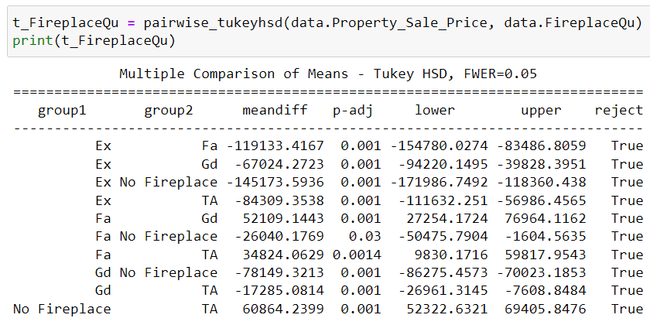 t_FireplaceQu = pairwise_tukeyhsd(data.Property_Sale_Price, data.FireplaceQu)
print(t_FireplaceQu)
Multiple Comparison of Means - Tukey HSD, FWER=0.05
================================================================================
group1 group2 meandiff p-adj lower upper reject
--------------------------------------------------------------------------------
Ex Fa -119133.4167 0.001 -154780.0274 -83486.8059 True
Ex Gd -67024.2723 0.001 -94220.1495 -39828.3951 True
Ex No Fireplace -145173.5936 0.001 -171986.7492 -118360.438 True
Ex TA -84309.3538 0.001 -111632.251 -56986.4565 True
Fa Gd 52109.1443 0.001 27254.1724 76964.1162 True
Fa No Fireplace -26040.1769 0.03 -50475.7904 -1604.5635 True
Fa TA 34824.0629 0.0014 9830.1716 59817.9543 True
Gd No Fireplace -78149.3213 0.001 -86275.4573 -70023.1853 True
Gd TA -17285.0814 0.001 -26961.3145 -7608.8484 True
No Fireplace TA 60864.2399 0.001 52322.6321 69405.8476 True